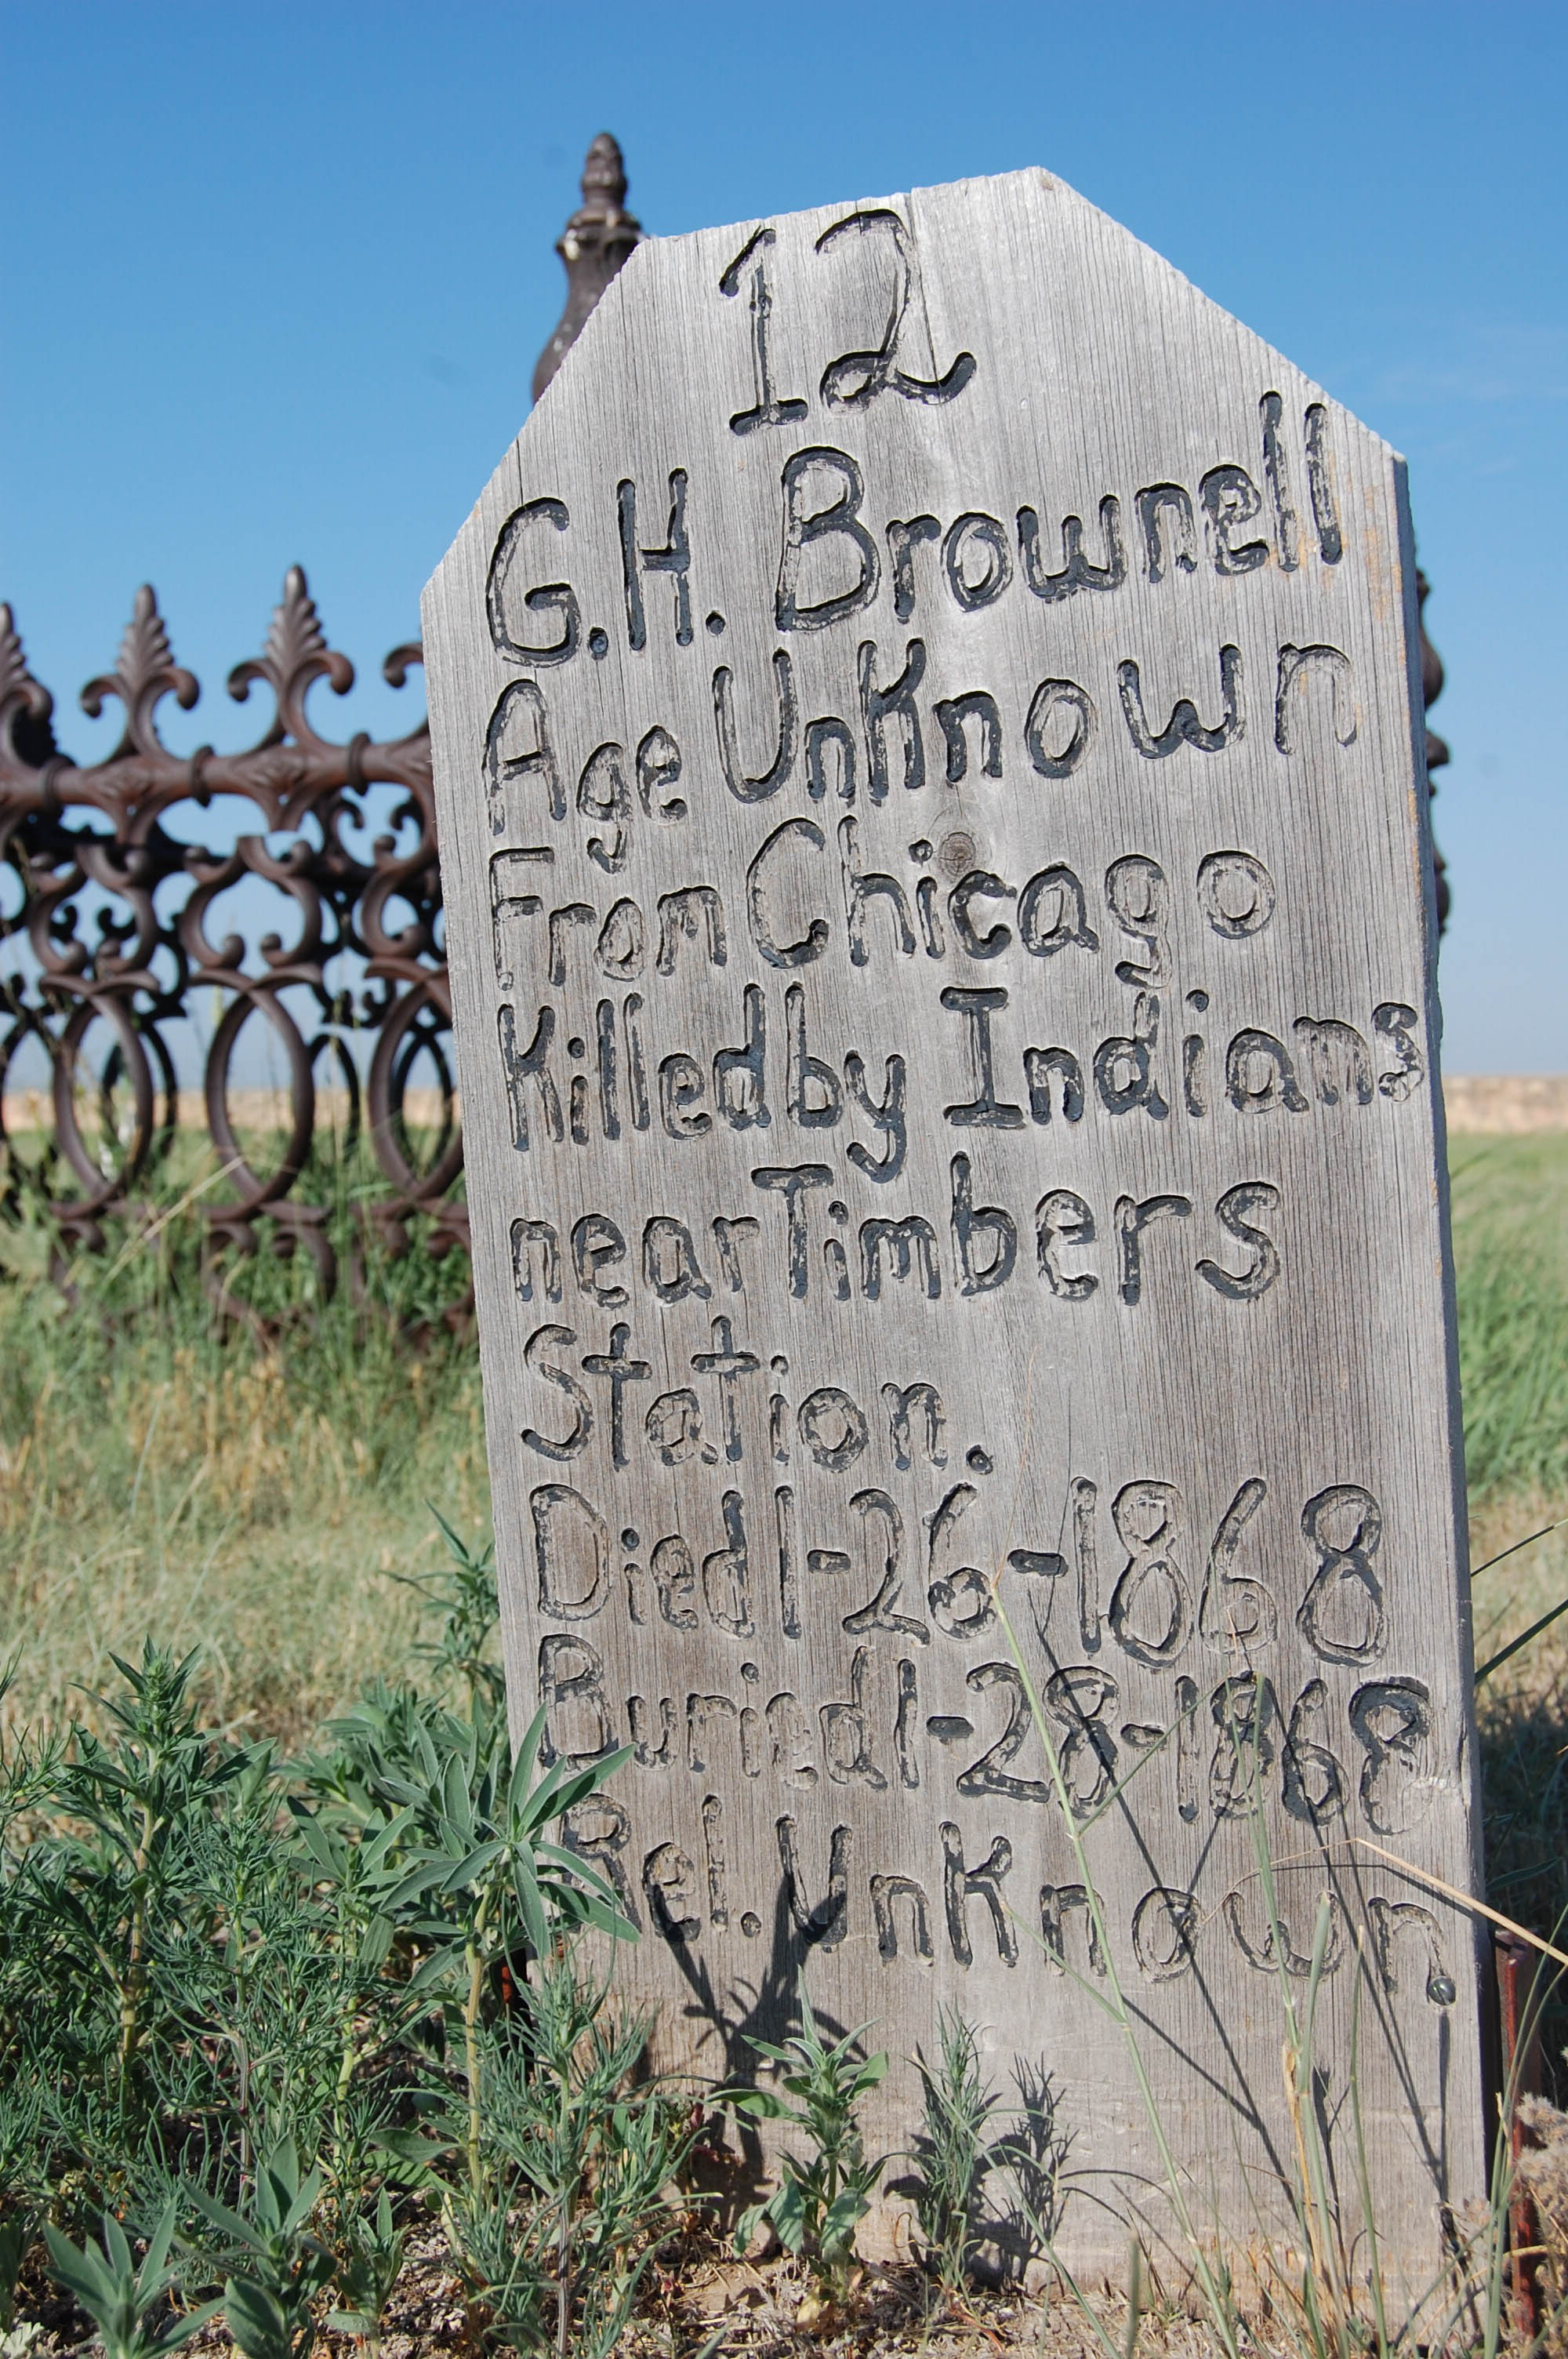 12
G.H. Brownell
Age UnKnown
From Chicago
Killed by Indians
near Timbers
Station.
Died 1-26-1868
Buried 1-28-1868
Rel. UnKnown.